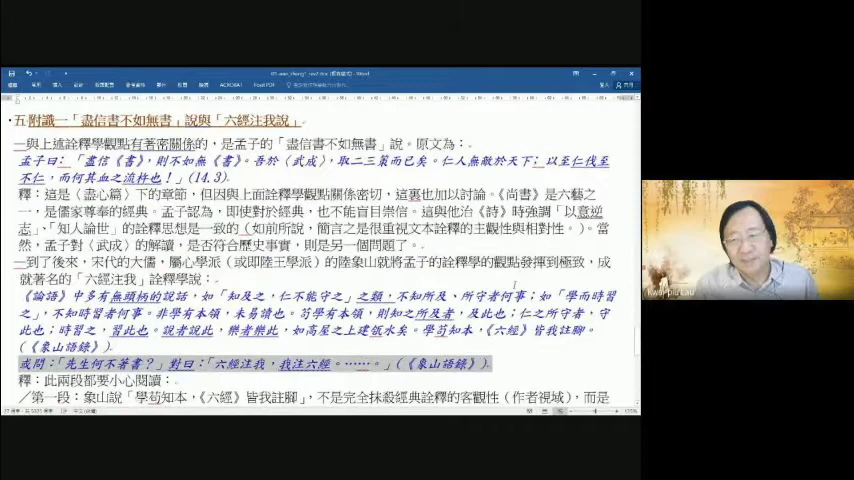 五 附識一「盡信書不如無書」說與「六經注我說」
—與上述詮釋學觀點有著密關係的，是孟子的「盡信書不如無書」說。原文為：
孟子曰：「盡信《書》，則不如無《書》。吾於〈武成〉，取二三策而已矣。仁人無敵於天下；以至仁伐至
不仁，而何其血之流杵也！」(14.3)
釋：這是〈盡心篇〉下的章節，但因與上面詮釋學觀點關係密切，這裏也加以討論。《尚書》是六藝之
一，是儒家尊奉的經典。孟子認為，即使對於經典，也不能盲目崇信。這與他治《詩》時強調「以意逆
志」、「知人論世」的詮釋思想是一致的（如前所說，簡言之是很重視文本詮釋的主觀性與相對性。）。當
然，孟子對〈武成〉的解讀，是否符合歷史事實，則是另一個問題了。
—到了後來，宋代的大儒，屬心學派（或即陸王學派）的陸象山就將孟子的詮釋學的觀點發揮到極致，成
就著名的「六經注我」詮釋學說：
《論語》中多有無頭柄的說話，如「知及之，仁不能守之」之類，不知所及、所守者何事；如「學而時習
之」，不知時習者何事。非學有本領，未易讀也。苟學有本領，則知之所及者，及此也；仁之所守者，守
此也；時習之，習此也。說者說此，樂者樂此，如高屋之上建瓴水矣。學苟知本，《六經》皆我註腳。
(《象山語錄》)
或問：「先生何不著書？」對曰：「六經注我，我注六經。……。」(《象山語錄》)
釋：此兩段都要小心閱讀：
╱第一段：象山說「學苟知本，《六經》皆我註腳」，不是完全抹殺經典詮釋的客觀性（作者視域），而是